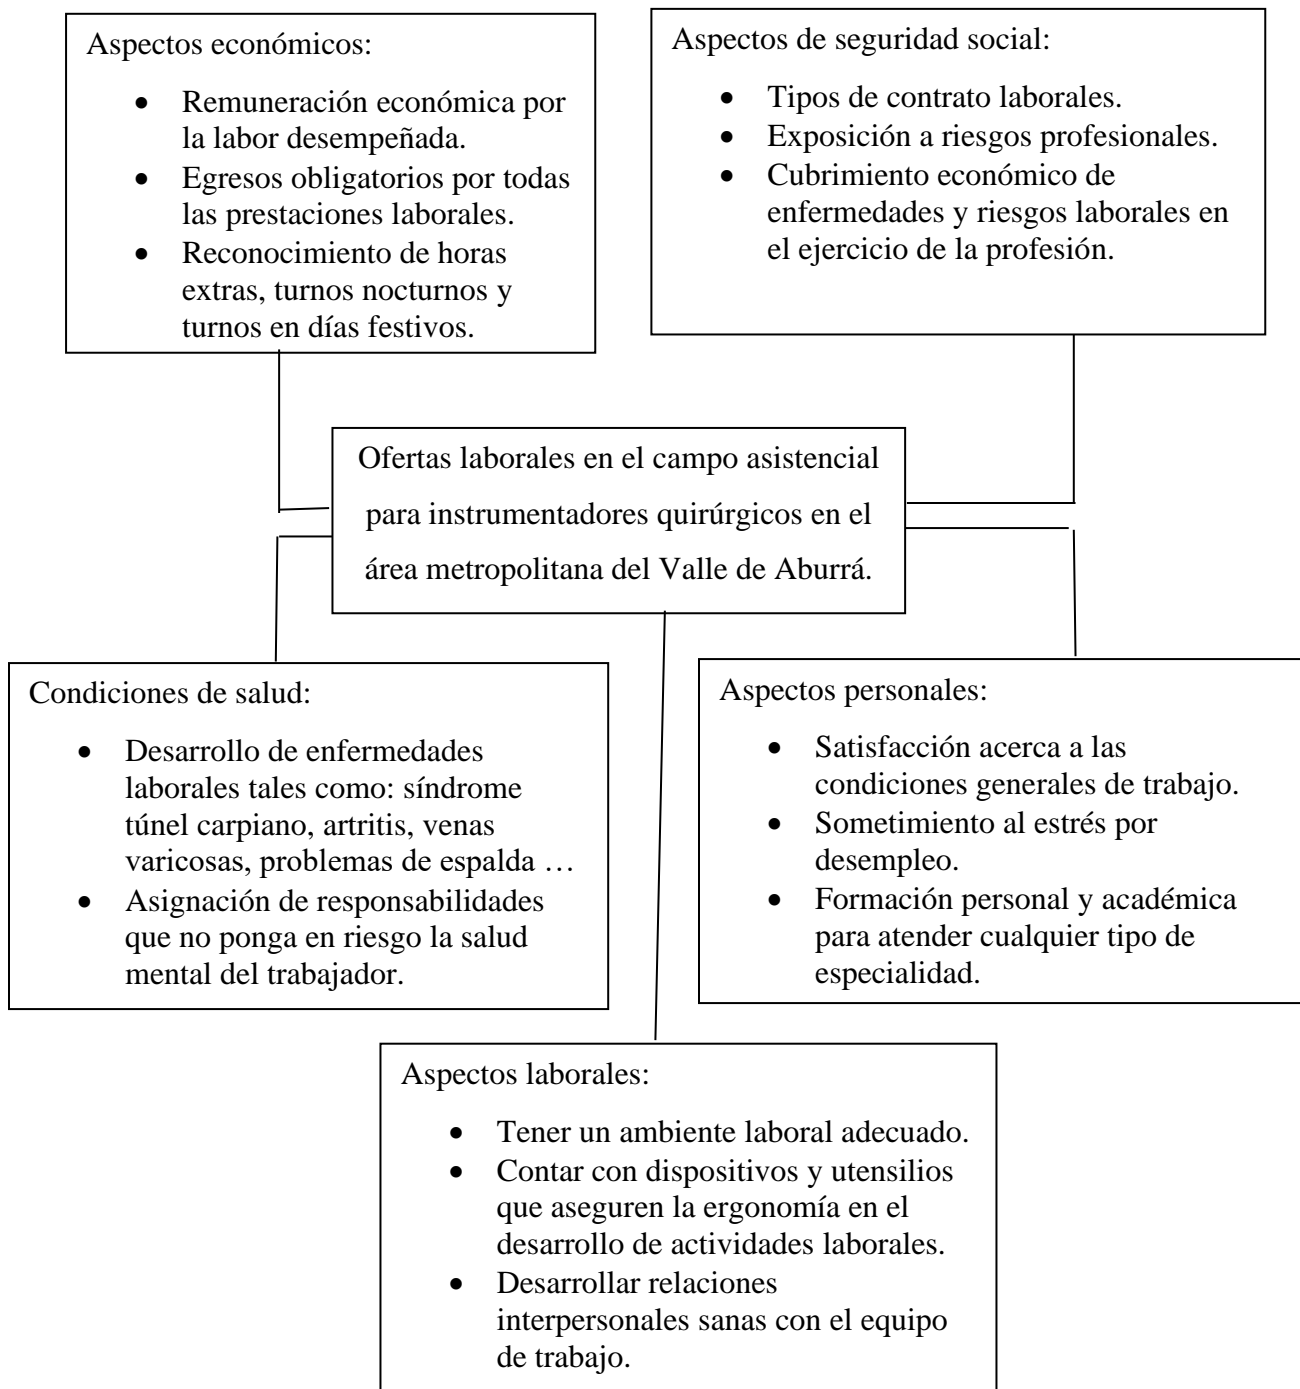 Aspectos económicos:
• Remuneración económica por
la labor desempeñada.
• Egresos obligatorios por todas
las prestaciones laborales.
• Reconocimiento de horas
extras, turnos nocturnos y
turnos en días festivos.
Aspectos de seguridad social:
• Tipos de contrato laborales.
• Exposición a riesgos profesionales.
• Cubrimiento económico de
enfermedades y riesgos laborales en
el ejercicio de la profesión.
Ofertas laborales en el campo asistencial
para instrumentadores quirúrgicos en el
área metropolitana del Valle de Aburrá.
Condiciones de salud:
• Desarrollo de enfermedades
laborales tales como: síndrome
túnel carpiano, artritis, venas
varicosas, problemas de espalda …
• Asignación de responsabilidades
que no ponga en riesgo la salud
mental del trabajador.
Aspectos personales:
• Satisfacción acerca a las
condiciones generales de trabajo.
• Sometimiento al estrés por
desempleo.
• Formación personal y académica
para atender cualquier tipo de
especialidad.
Aspectos laborales:
• Tener un ambiente laboral adecuado.
• Contar con dispositivos y utensilios
que aseguren la ergonomía en el
desarrollo de actividades laborales.
• Desarrollar relaciones
interpersonales sanas con el equipo
de trabajo.